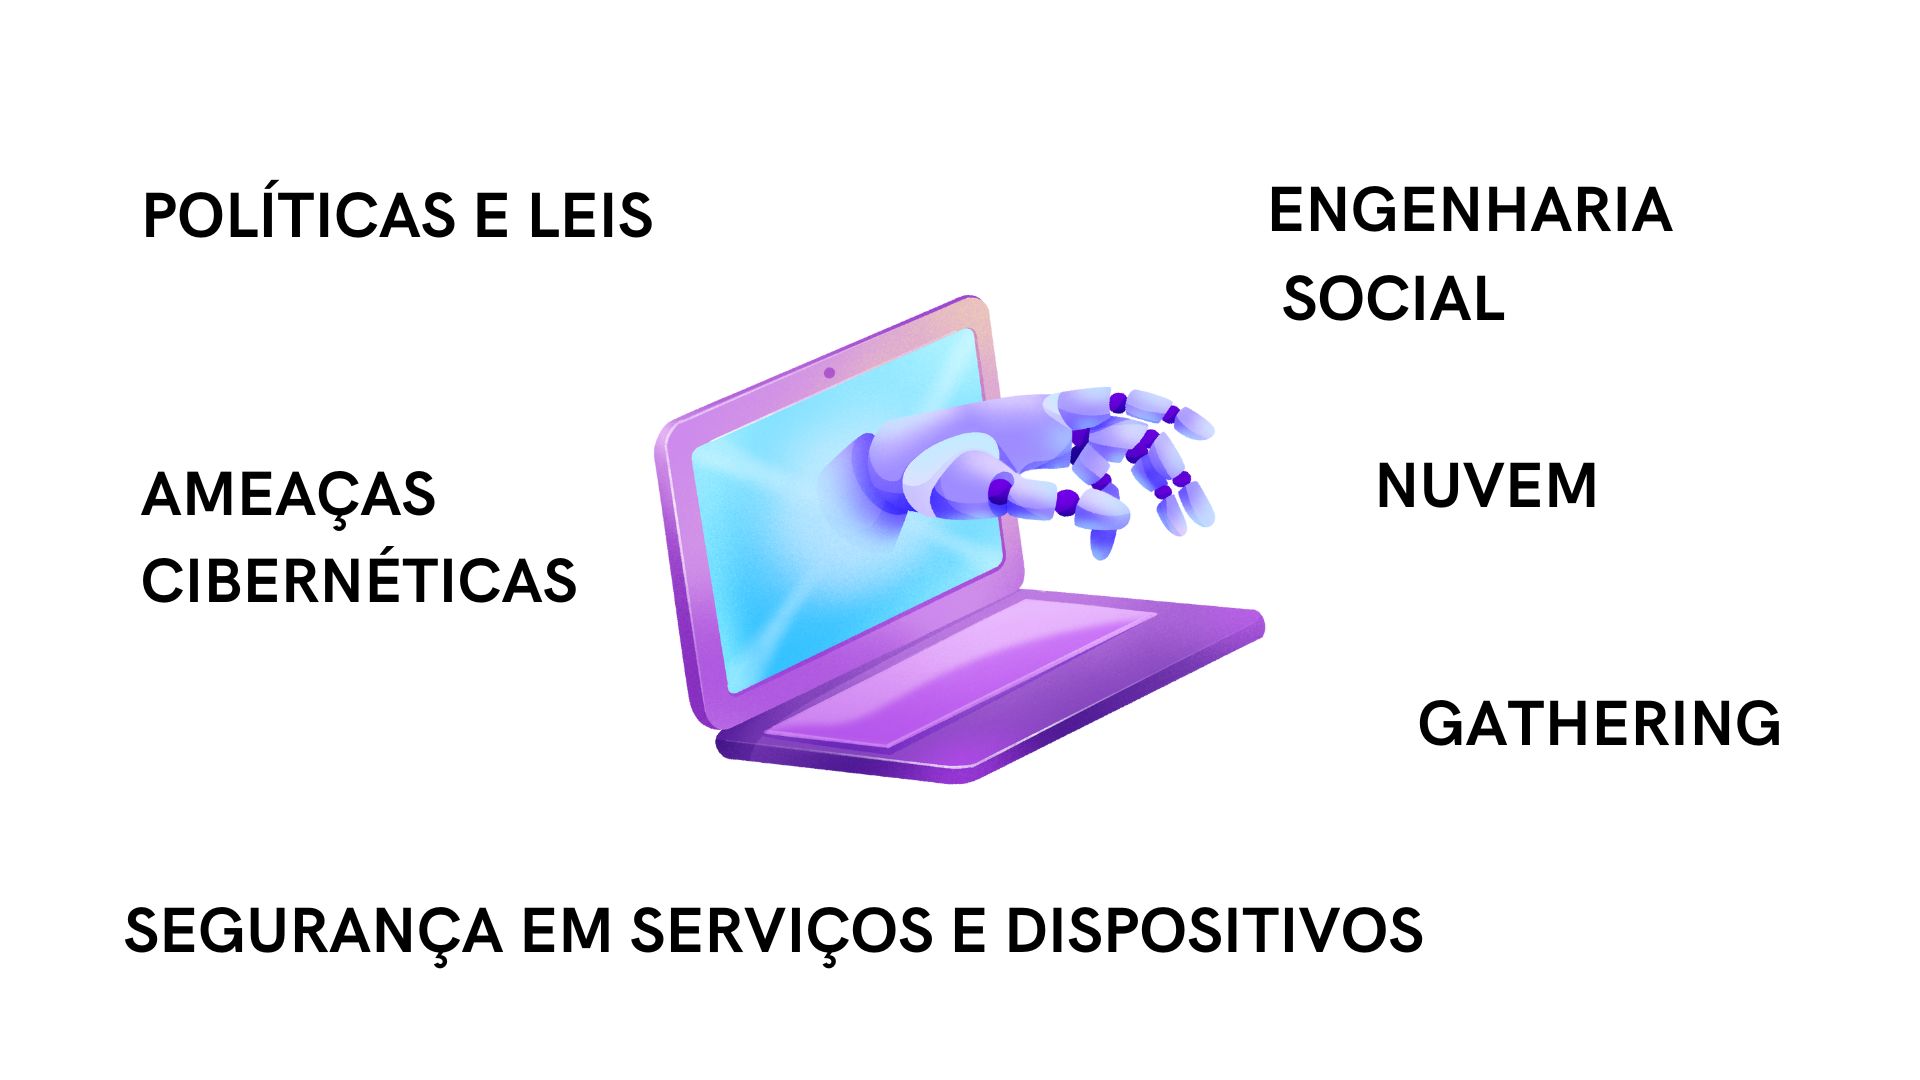 POLÍTICAS E LEIS
ENGENHARIA
SOCIAL
AMEAÇAS
CIBERNÉTICAS
NUVEM
GATHERING
SEGURANÇA EM SERVIÇOS E DISPOSITIVOS